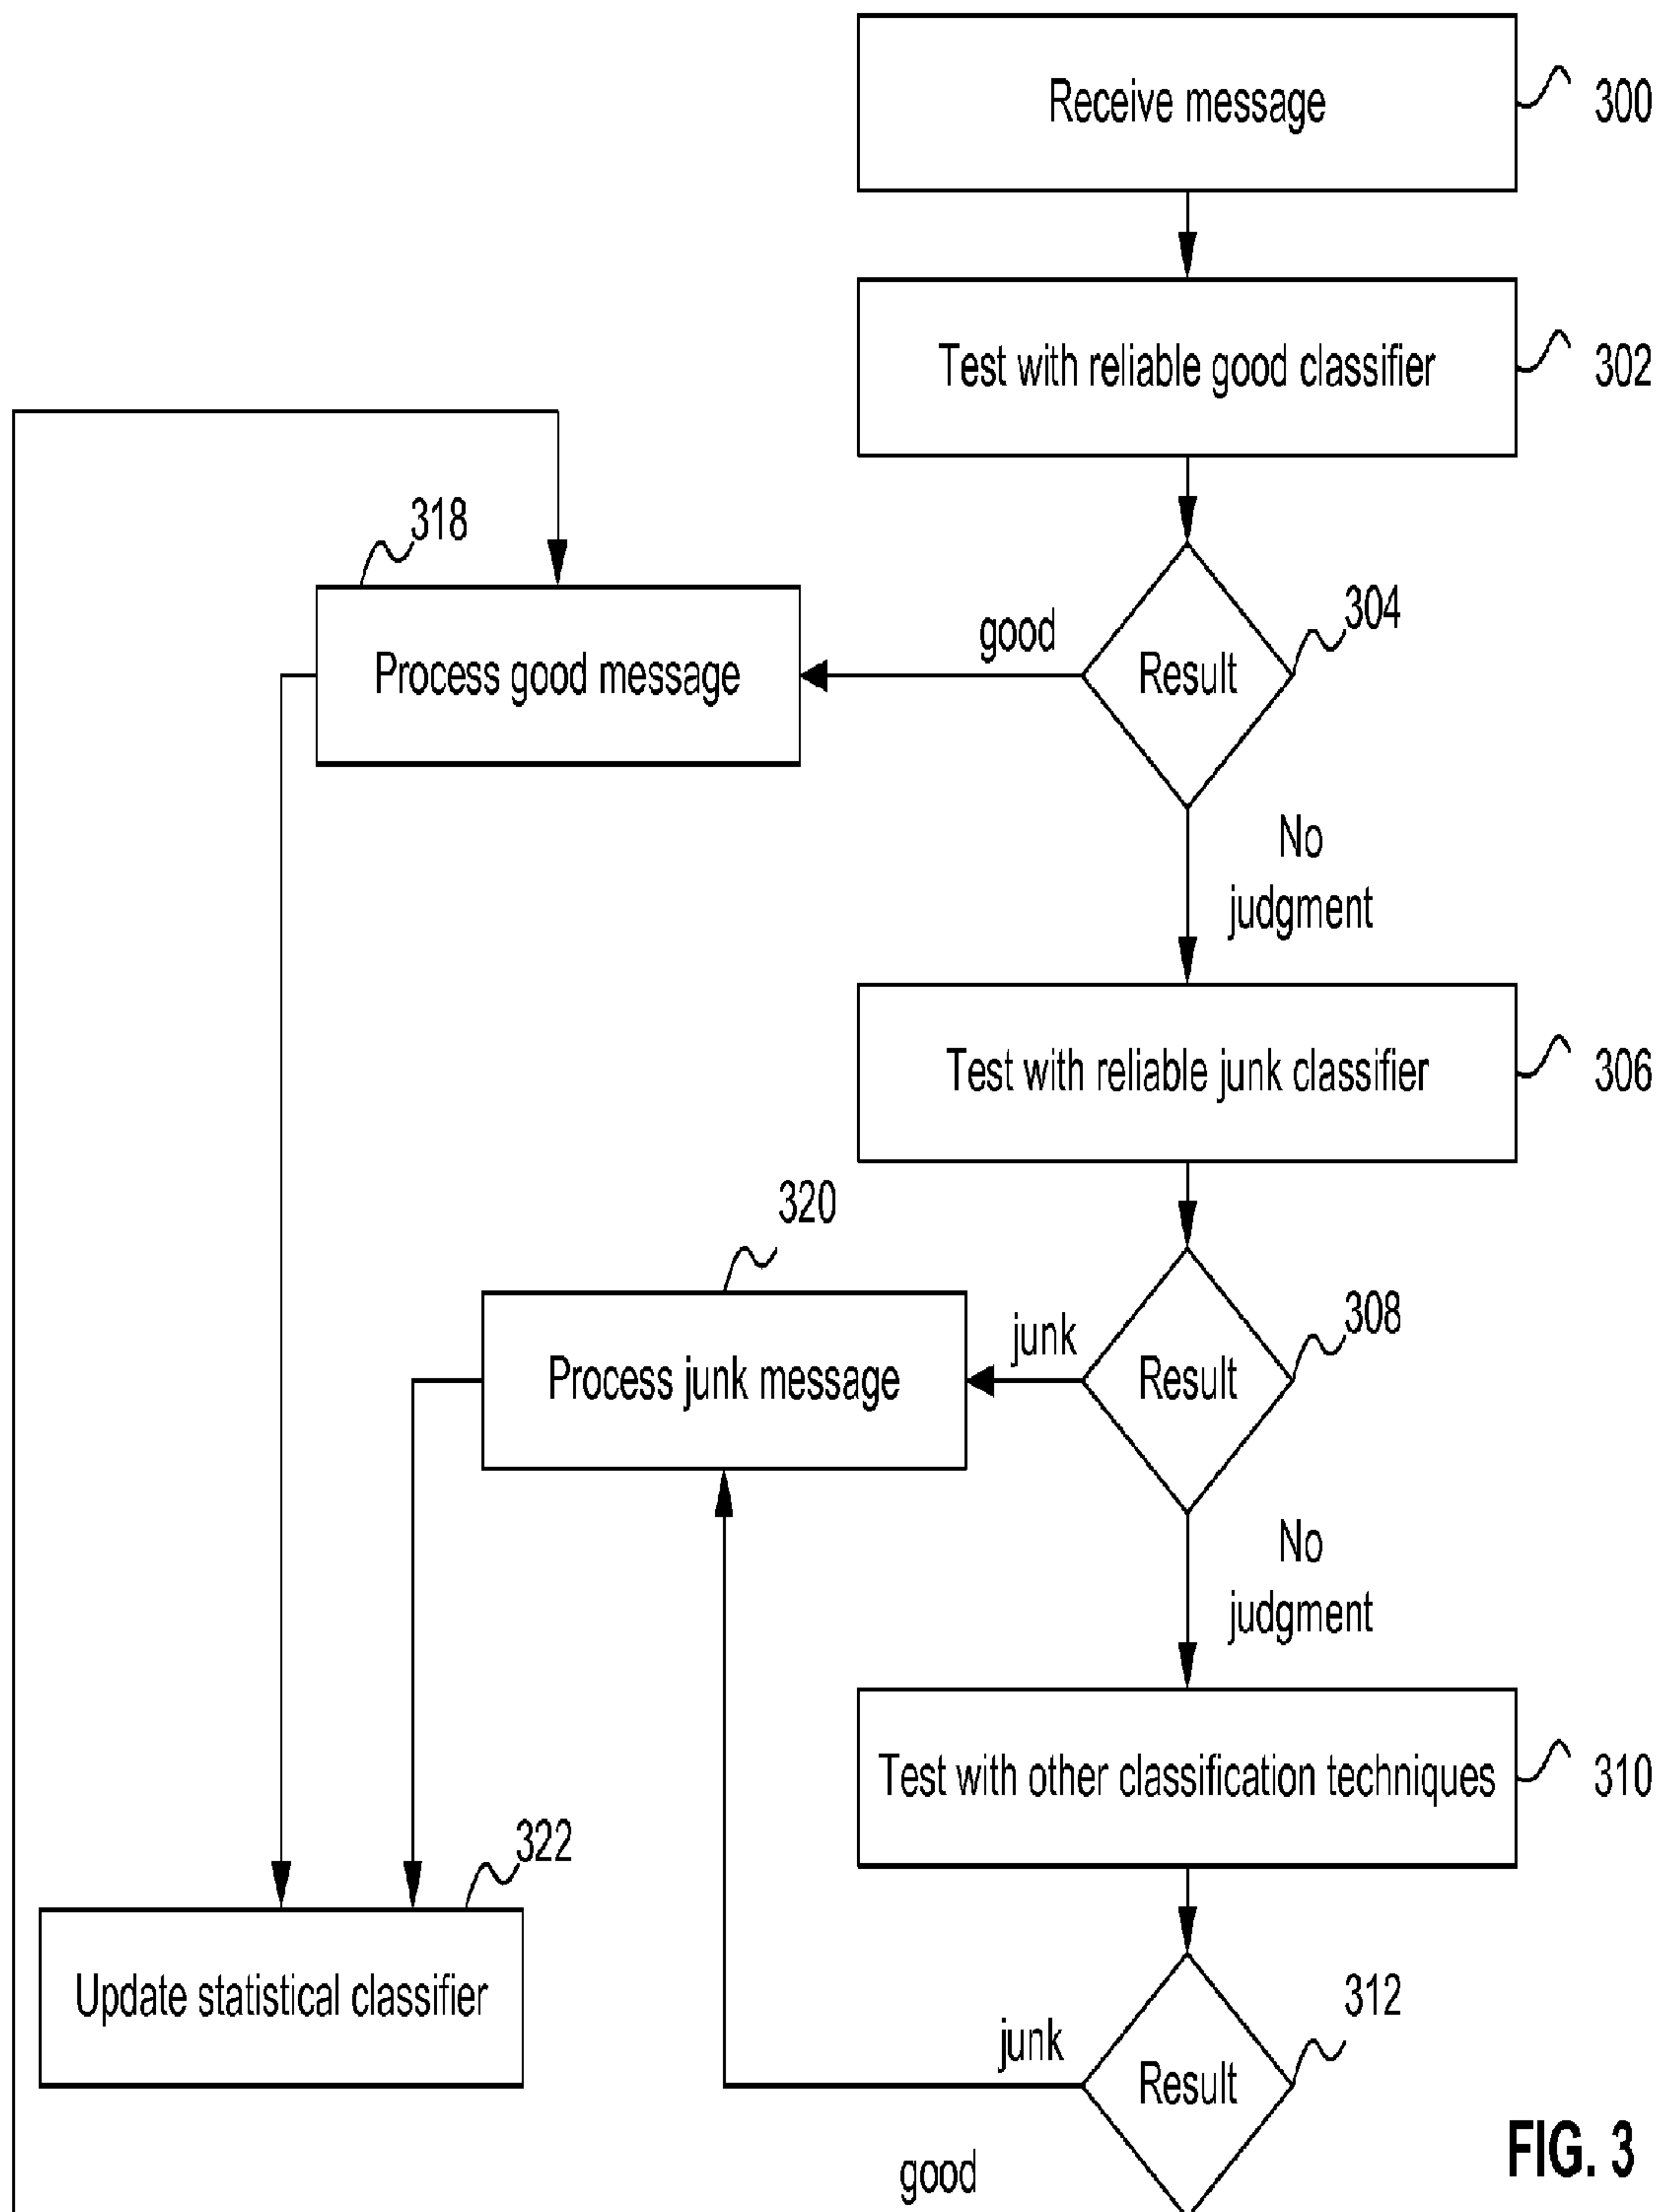 Receive message
300
Test with reliable good classifier
302
318
304
good
Process good message
Result
No
judgment
Test with reliable junk classifier
306
320
308
junk
Process junk message
Result
No
judgment
Test with other classification techniques
310
322
Update statistical classifier
312
junk
Result
good
FIG. 3